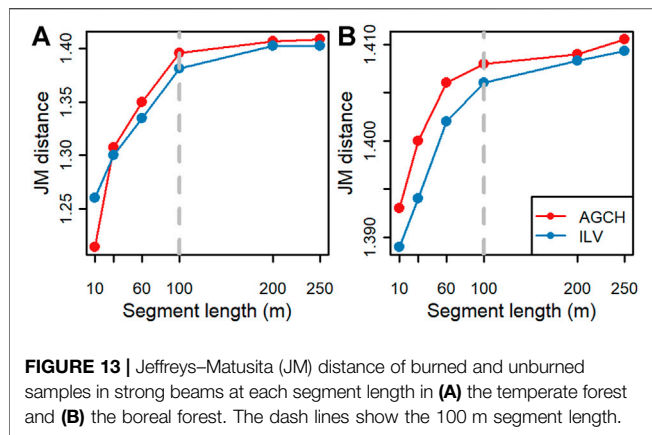 A
JM distance
1.40
1.35
1.30
1.25
10 60 100 200 250
Segment length (m)
B
JM distance
1.410
1.400
1.390
10 60 100 200 250
Segment length (m)
AGCH
ILV
FIGURE 13 | Jeffreys–Matusita (JM) distance of burned and unburned
samples in strong beams at each segment length in (A) the temperate forest
and (B) the boreal forest. The dash lines show the 100 m segment length.